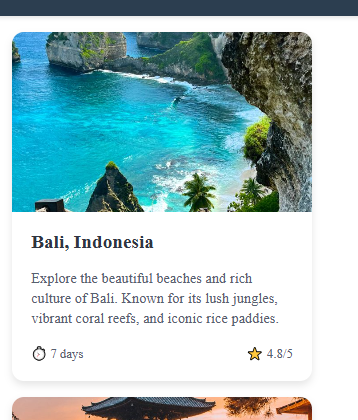 Bali, Indonesia
Explore the beautiful beaches and rich
culture of Bali. Known for its lush jungles,
vibrant coral reefs, and iconic rice paddies.
7 days
4.8/5